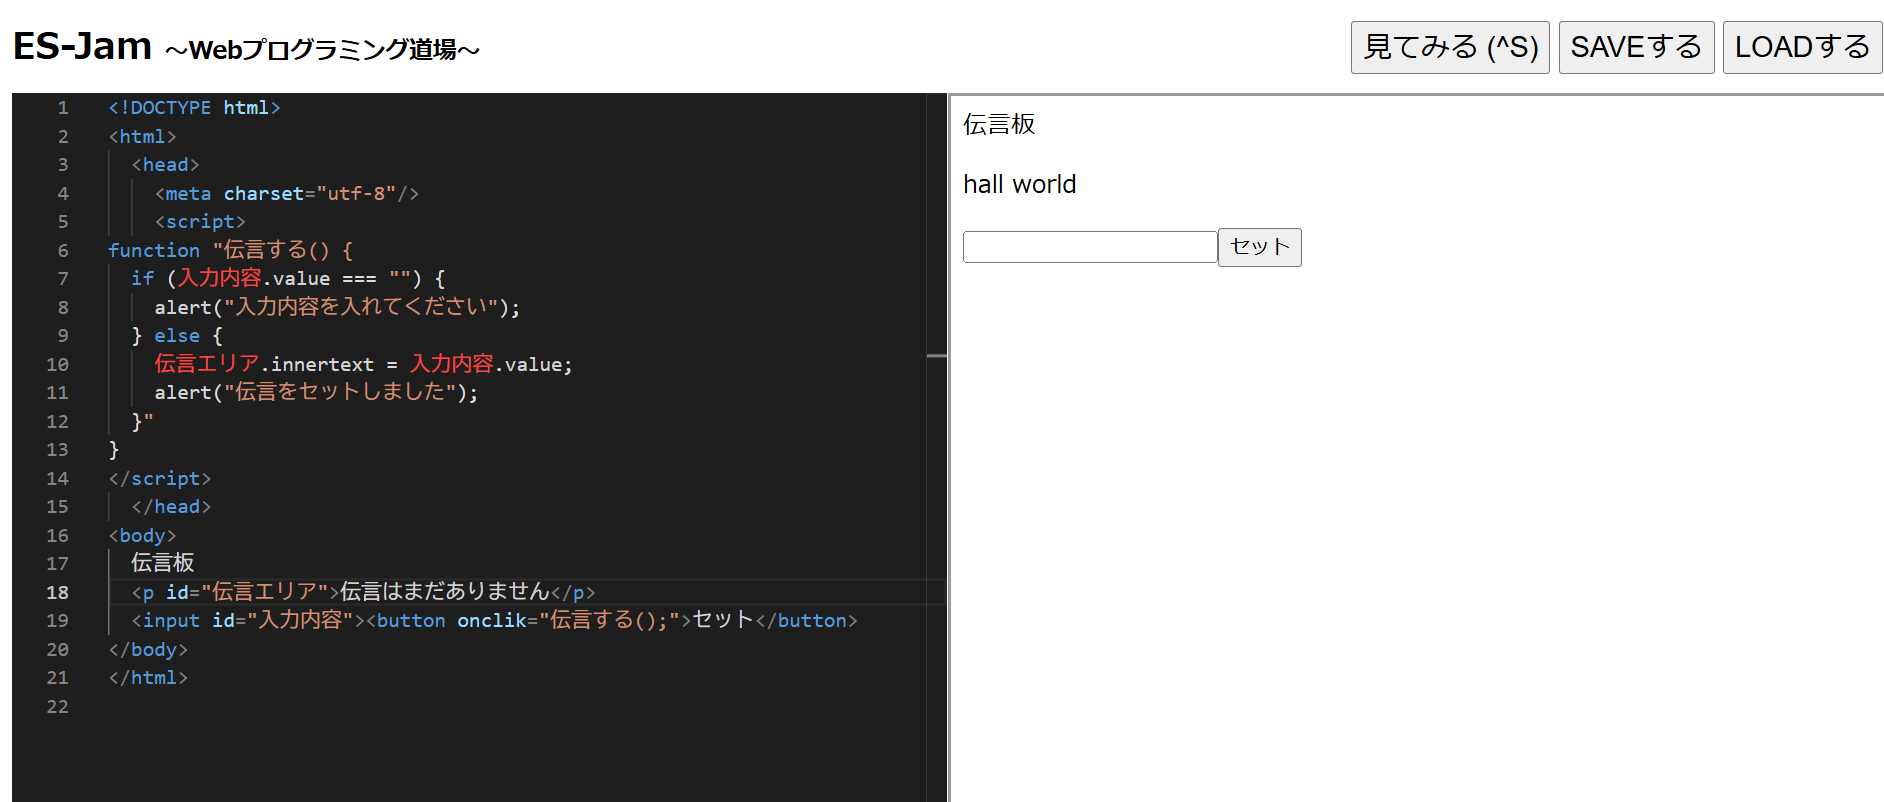 ES-Jam ～Webプログラミング道場～
見てみる (^S) SAVEする LOADする
1 <!DOCTYPE html>
2 <html>
3 <head>
4 <meta charset="utf-8"/>
5 <script>
6 function "伝言する() {
7 if (入力内容.value === "") {
8 alert("入力内容を入れてください");
9 } else {
10 伝言エリア.innertext = 入力内容.value;
11 alert("伝言をセットしました");
12 }"
13 }
14 </script>
15 </head>
16 <body>
17 伝言板
18 <p id="伝言エリア">伝言はまだありません</p>
19 <input id="入力内容"><button onclik="伝言する();">セット</button>
20 </body>
21 </html>
22
伝言板
hall world
セット